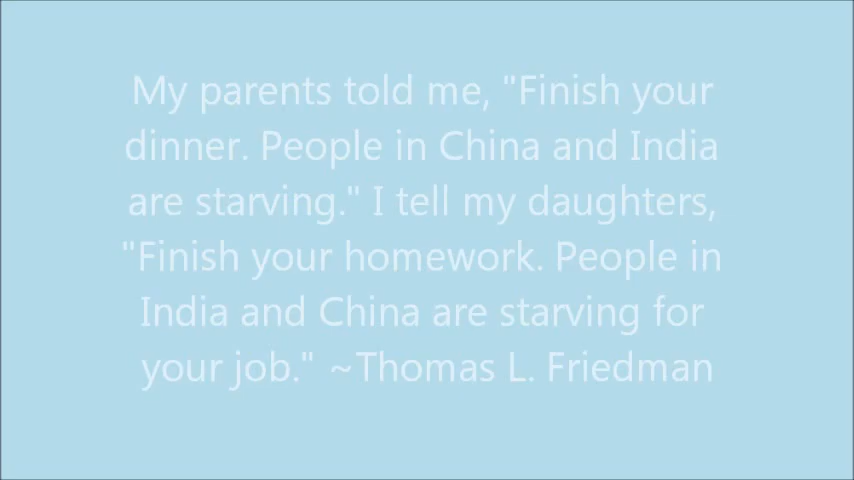 My parents told me, "Finish your
dinner. People in China and India
are starving." I tell my daughters,
"Finish your homework. People in
India and China are starving for
your job." ~Thomas L. Friedman